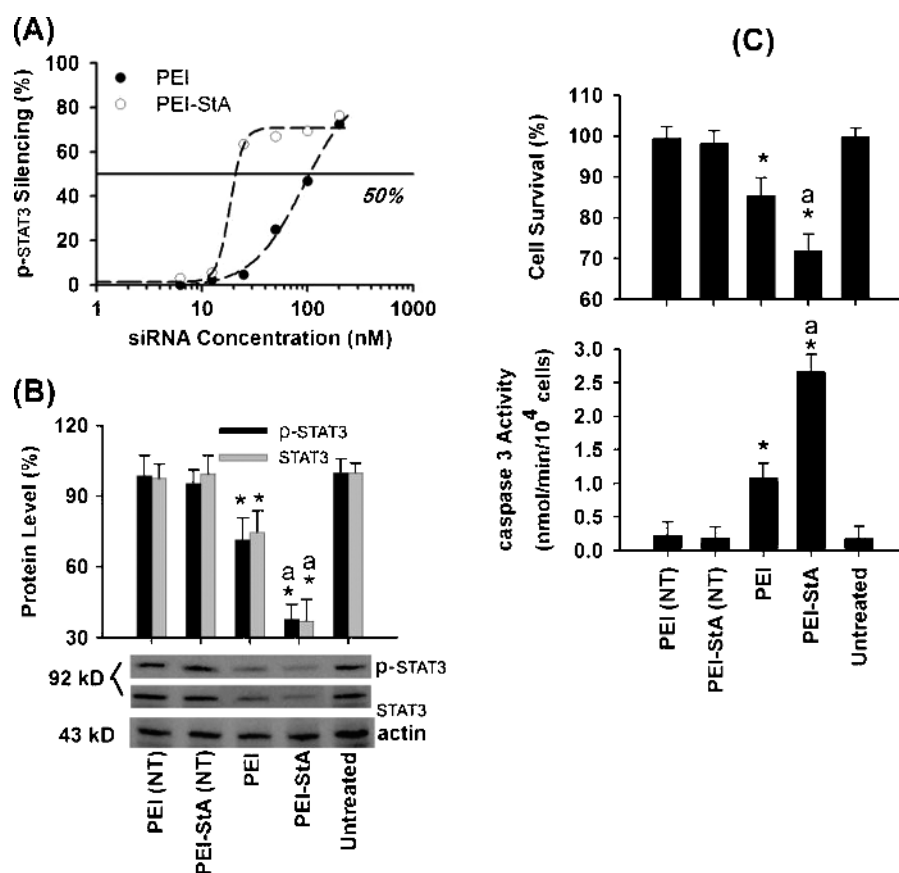 (A)
100
80
60
40
20
0
p-STAT3 Silencing (%)
PEI
PEI-StA
50%
1
10
100
1000
siRNA Concentration (nM)
(B)
120
90
60
30
Protein Level (%)
p-STAT3
STAT3
* *
a
*
a
*
92 kD
p-STAT3
STAT3
43 kD
actin
PEI (NT)
PEI-StA (NT)
PEI
PEI-StA
Untreated
(C)
100
90
80
70
60
Cell Survival (%)
*
a
*
3.0
2.5
2.0
1.5
1.0
0.5
0.0
caspase 3 Activity
(nmol/min/10⁴ cells)
*
a
*
PEI (NT)
PEI-StA (NT)
PEI
PEI-StA
Untreated